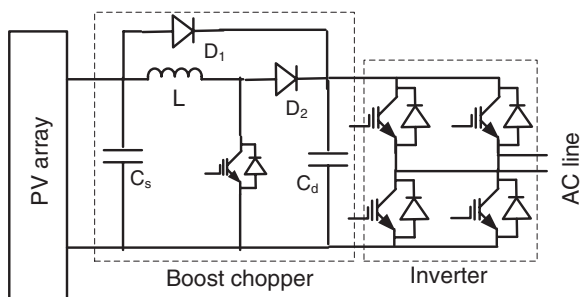 PV array
D1
L
D2
Cs
Cd
AC line
Boost chopper
Inverter